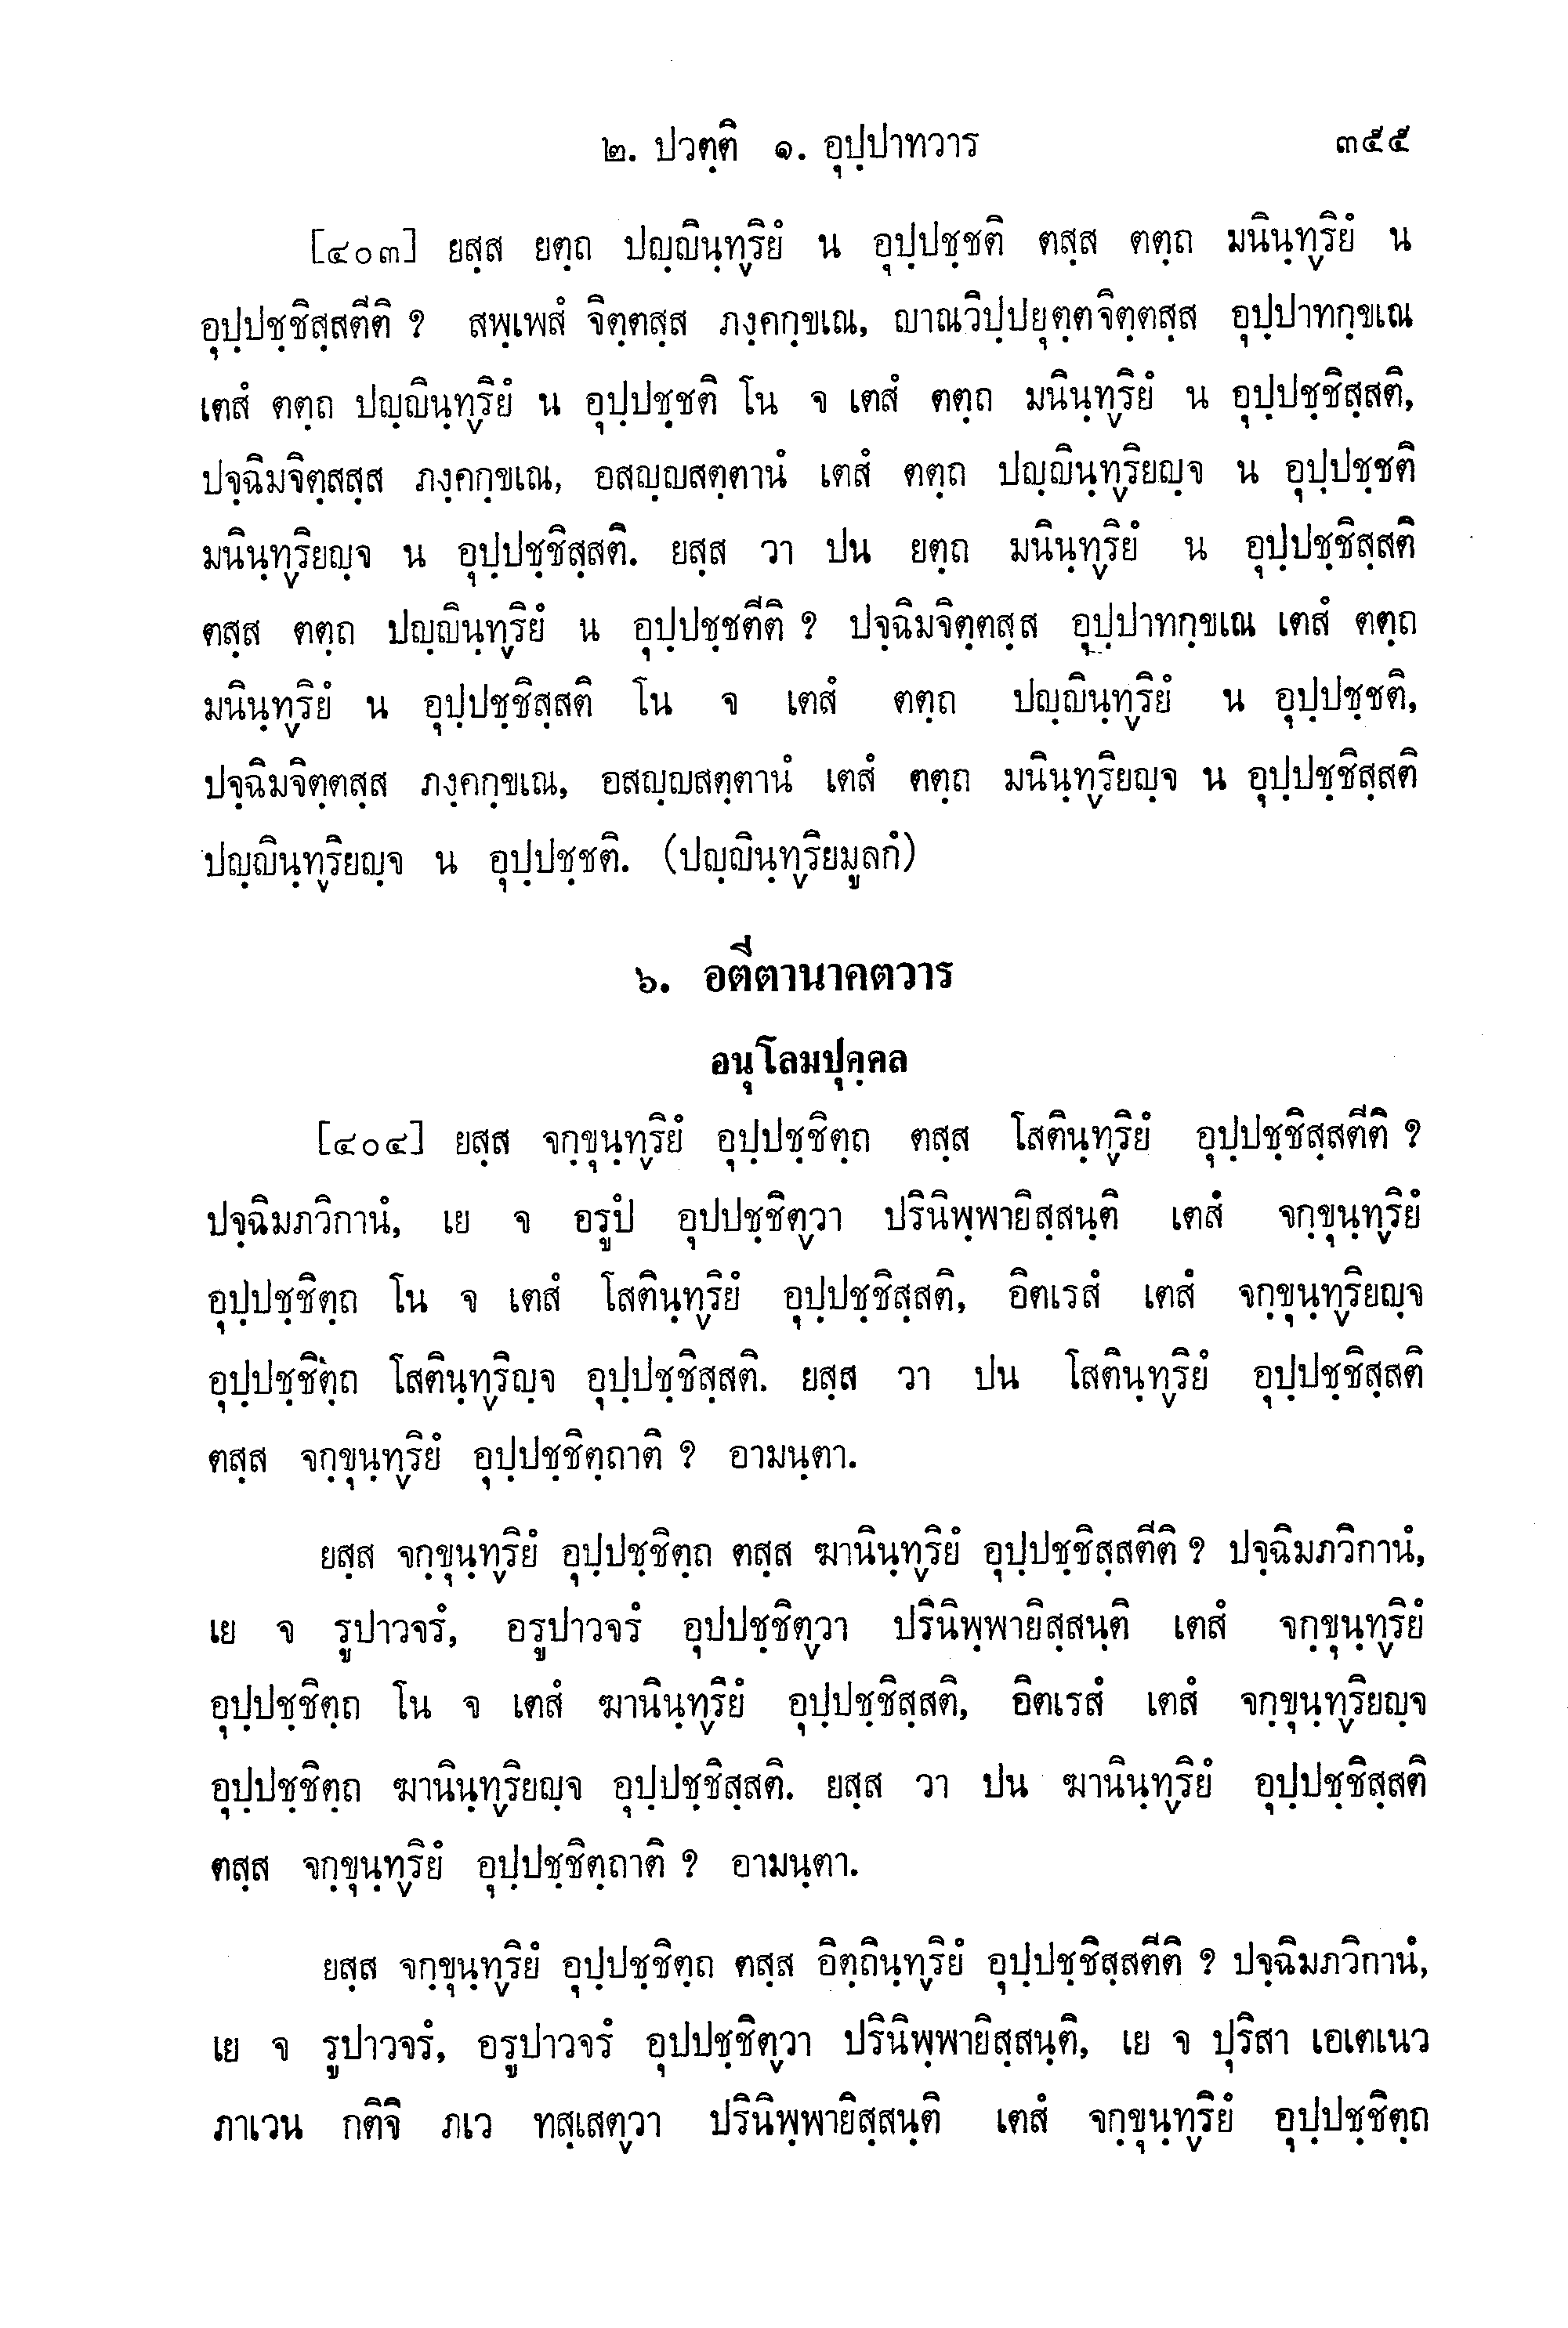 ๒. ปวตฺติ ๑. อุปฺปาทวาร ๓๕๕
[๔๐๓] ยสฺส ยตฺถ ปญฺญินฺทฺริยํ น อุปฺปชฺชติ ตสฺส ตตฺถ มนินฺทฺริยํ น
อุปฺปชฺชิสฺสตีติ ? สพฺเพสํ จิตฺตสฺส ภงฺคกฺขเณ, ญาณวิปฺปยุตฺตจิตฺตสฺส อุปฺปาทกฺขเณ
เตสํ ตตฺถ ปญฺญินฺทฺริยํ น อุปฺปชฺชติ โน จ เตสํ ตตฺถ มนินฺทฺริยํ น อุปฺปชฺชิสฺสติ,
ปจฺฉิมจิตฺสสฺส ภงฺคกฺขเณ, อสญฺญสตฺตานํ เตสํ ตตฺถ ปญฺญินฺทฺริยญฺจ น อุปฺปชฺชติ
มนินฺทฺริยญฺจ น อุปฺปชฺชิสฺสติ. ยสฺส วา ปน ยตฺถ มนินฺทฺริยํ น อุปฺปชฺชิสฺสติ
ตสฺส ตตฺถ ปญฺญินฺทฺริยํ น อุปฺปชฺชตีติ ? ปจฺฉิมจิตฺตสฺส อุปฺปาทกฺขเณ เตสํ ตตฺถ
มนินฺทฺริยํ น อุปฺปชฺชิสฺสติ โน จ เตสํ ตตฺถ ปญฺญินฺทฺริยํ น อุปฺปชฺชติ,
ปจฺฉิมจิตฺตสฺส ภงฺคกฺขเณ, อสญฺญสตฺตานํ เตสํ ตตฺถ มนินฺทฺริยญฺจ น อุปฺปชฺชิสฺสติ
ปญฺญินฺทฺริยญฺจ น อุปฺปชฺชติ. (ปญฺญินฺทฺริยมูลกํ)
๖. อตีตานาคตวาร
อนุโลมปุคฺคล
[๔๐๔] ยสฺส จกฺขุนฺทฺริยํ อุปฺปชฺชิตฺถ ตสฺส โสตินฺทฺริยํ อุปฺปชฺชิสฺสตีติ ?
ปจฺฉิมภวิกานํ, เย จ อรูปํ อุปปชฺชิตฺวา ปรินิพฺพายิสฺสนฺติ เตสํ จกฺขุนฺทฺริยํ
อุปฺปชฺชิตฺถ โน จ เตสํ โสตินฺทฺริยํ อุปฺปชฺชิสฺสติ, อิตเรสํ เตสํ จกฺขุนฺทฺริยญฺจ
อุปฺปชฺชิตฺถ โสตินฺทฺริญฺจ อุปฺปชฺชิสฺสติ. ยสฺส วา ปน โสตินฺทฺริยํ อุปฺปชฺชิสฺสติ
ตสฺส จกฺขุนฺทฺริยํ อุปฺปชฺชิตฺถาติ ? อามนฺตา.
ยสฺส จกฺขุนฺทฺริยํ อุปฺปชฺชิตฺถ ตสฺส ฆานินฺทฺริยํ อุปฺปชฺชิสฺสตีติ ? ปจฺฉิมภวิกานํ,
เย จ รูปาวจรํ, อรูปาวจรํ อุปปชฺชิตฺวา ปรินิพฺพายิสฺสนฺติ เตสํ จกฺขุนฺทฺริยํ
อุปฺปชฺชิตฺถ โน จ เตสํ ฆานินฺทฺริยํ อุปฺปชฺชิสฺสติ, อิตเรสํ เตสํ จกฺขุนฺทฺริยญฺจ
อุปฺปชฺชิตฺถ ฆานินฺทฺริยญฺจ อุปฺปชฺชิสฺสติ. ยสฺส วา ปน ฆานินฺทฺริยํ อุปฺปชฺชิสฺสติ
ตสฺส จกฺขุนฺทฺริยํ อุปฺปชฺชิตฺถาติ ? อามนฺตา.
ยสฺส จกฺขุนฺทฺริยํ อุปฺปชฺชิตฺถ ตสฺส อิตฺถินฺทฺริยํ อุปฺปชฺชิสฺสตีติ ? ปจฺฉิมภวิกานํ,
เย จ รูปาวจรํ, อรูปาวจรํ อุปปชฺชิตฺวา ปรินิพฺพายิสฺสนฺติ, เย จ ปุริสา เอเตเนว
ภาเวน กติจิ ภเว ทสฺเสตฺวา ปรินิพฺพายิสฺสนฺติ เตสํ จกฺขุนฺทฺริยํ อุปฺปชฺชิตฺถ